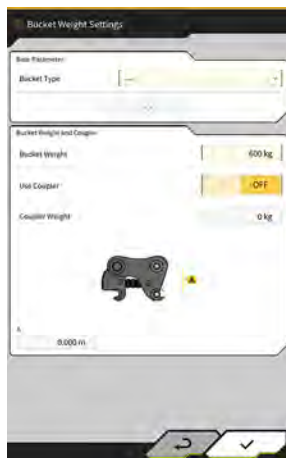 Bucket Weight Settings
Base Parameter
Bucket Type
---
Bucket Weight and Coupler
Bucket Weight 600 kg
Use Coupler OFF
Coupler Weight 0 kg
A
0.000 m